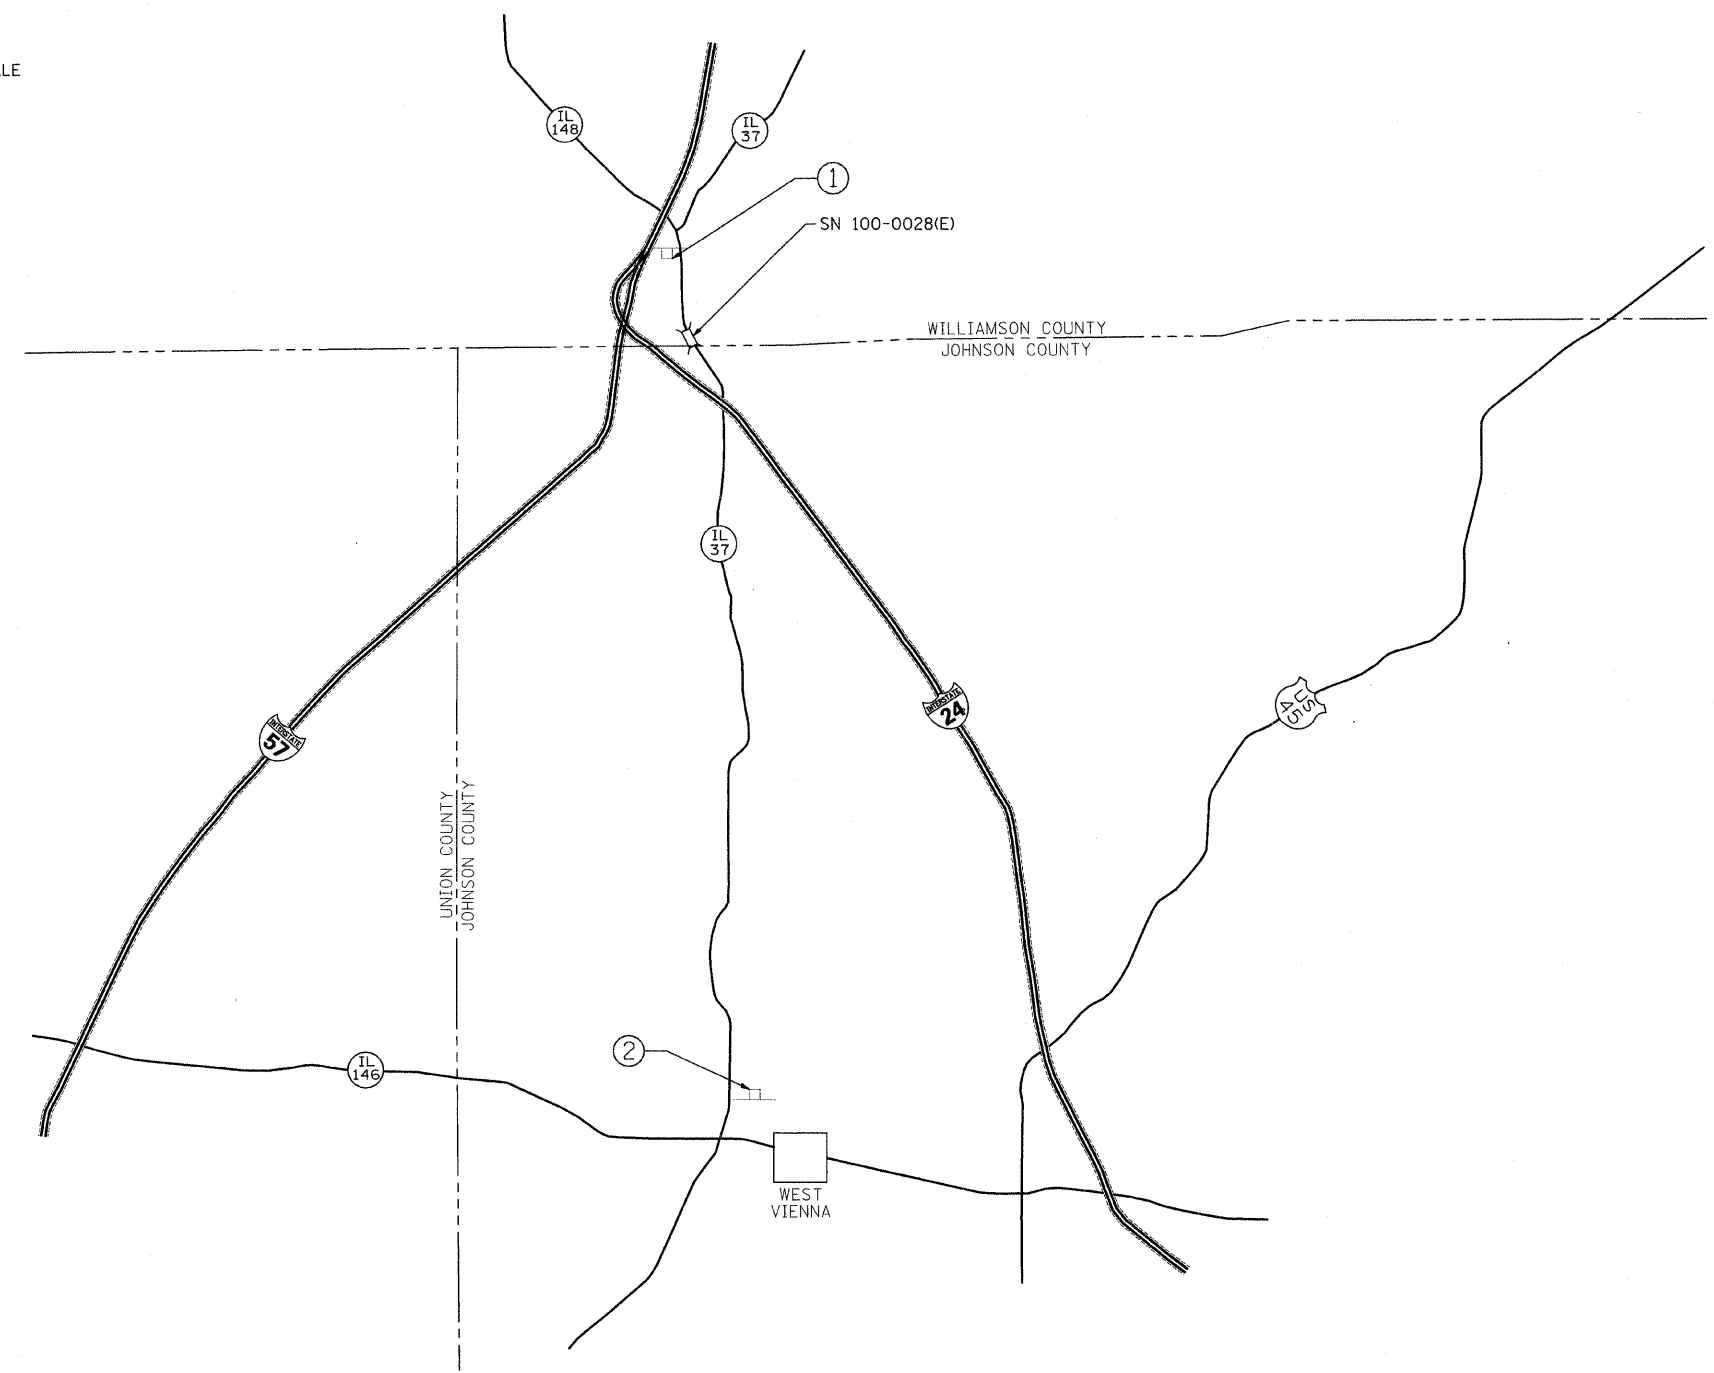 LE
IL
148
IL
37
1
SN 100-0028(E)
WILLIAMSON COUNTY
JOHNSON COUNTY
IL
37
INTERSTATE
24
US
45
INTERSTATE
57
UNION COUNTY
JOHNSON COUNTY
2
IL
146
WEST
VIENNA